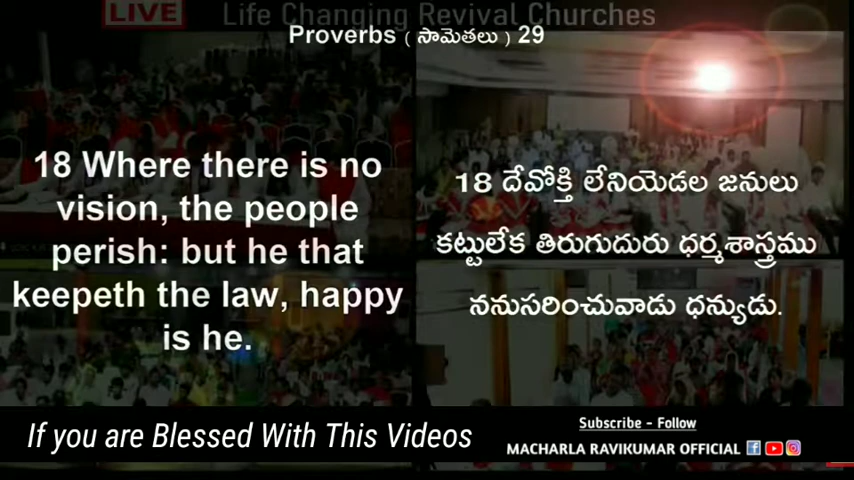 LIVE Life Changing Revival Churches
Proverbs ( సామెతలు ) 29
18 Where there is no
vision, the people
perish: but he that
keepeth the law, happy
is he.
18 దేవోక్తి లేనియెడల జనులు
కట్టులేక తిరుగుదురు ధర్మశాస్త్రము
ననుసరించువాడు ధన్యుడు.
If you are Blessed With This Videos
Subscribe - Follow
MACHARLA RAVIKUMAR OFFICIAL